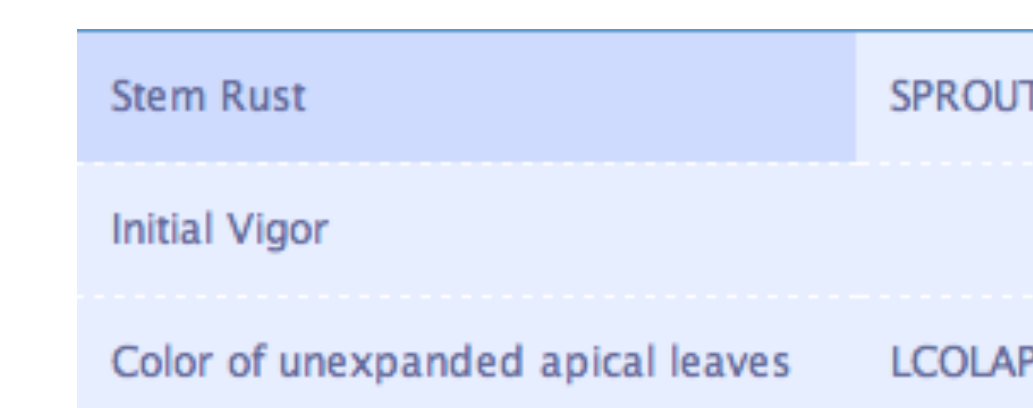 Stem Rust SPROUT
Initial Vigor
Color of unexpanded apical leaves LCOLAP